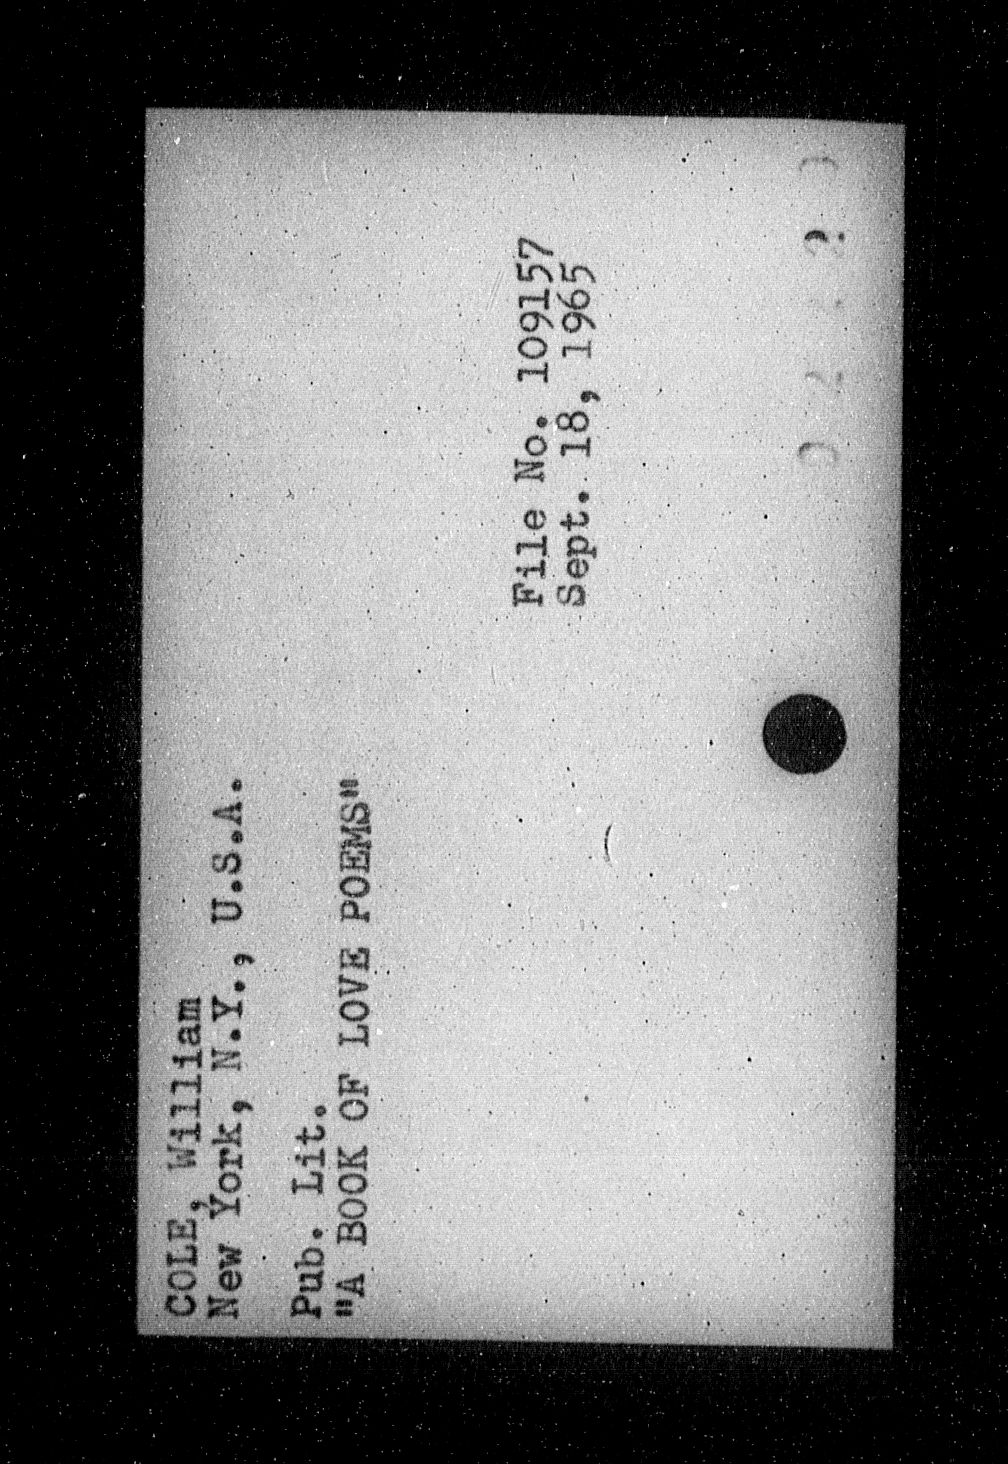 COLE, William
New York, N.Y., U.S.A.
Pub. Lit.
"A BOOK OF LOVE POEMS"
File No. 109157
Sept. 18, 1965